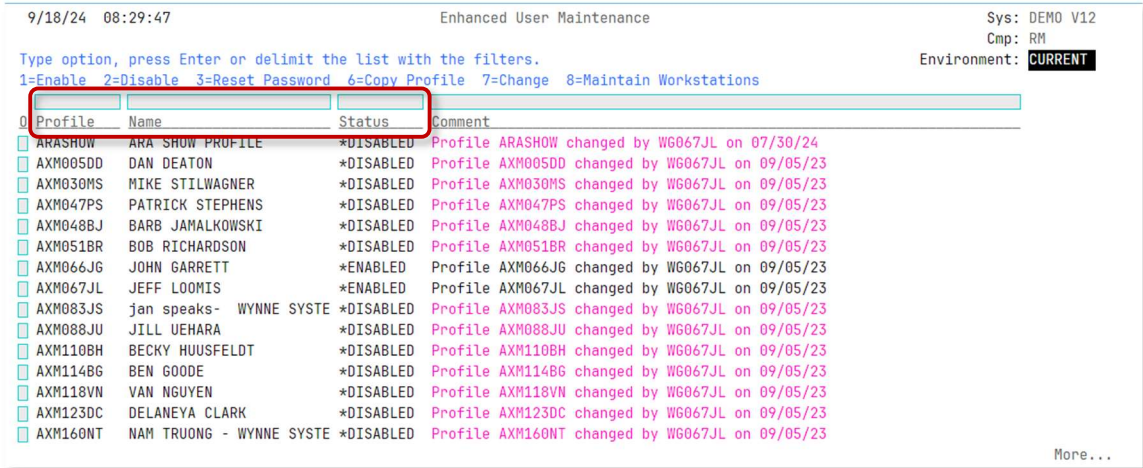 9/18/24 08:29:47 Enhanced User Maintenance Sys: DEMO V12
Cmp: RM
Type option, press Enter or delimit the list with the filters. Environment: CURRENT
1=Enable 2=Disable 3=Reset Password 6=Copy Profile 7=Change 8=Maintain Workstations
O Profile Name Status Comment
ARASHOW ARA SHOW PROFILE *DISABLED Profile ARASHOW changed by WG067JL on 07/30/24
AXM005DD DAN DEATON *DISABLED Profile AXM005DD changed by WG067JL on 09/05/23
AXM030MS MIKE STILWAGNER *DISABLED Profile AXM030MS changed by WG067JL on 09/05/23
AXM047PS PATRICK STEPHENS *DISABLED Profile AXM047PS changed by WG067JL on 09/05/23
AXM048BJ BARB JAMALKOWSKI *DISABLED Profile AXM048BJ changed by WG067JL on 09/05/23
AXM051BR BOB RICHARDSON *DISABLED Profile AXM051BR changed by WG067JL on 09/05/23
AXM066JG JOHN GARRETT *ENABLED Profile AXM066JG changed by WG067JL on 09/05/23
AXM067JL JEFF LOOMIS *ENABLED Profile AXM067JL changed by WG067JL on 09/05/23
AXM083JS jan speaks- WYNNE SYSTE *DISABLED Profile AXM083JS changed by WG067JL on 09/05/23
AXM088JU JILL UEHARA *DISABLED Profile AXM088JU changed by WG067JL on 09/05/23
AXM110BH BECKY HUUSFELDT *DISABLED Profile AXM110BH changed by WG067JL on 09/05/23
AXM114BG BEN GOODE *DISABLED Profile AXM114BG changed by WG067JL on 09/05/23
AXM118VN VAN NGUYEN *DISABLED Profile AXM118VN changed by WG067JL on 09/05/23
AXM123DC DELANEYA CLARK *DISABLED Profile AXM123DC changed by WG067JL on 09/05/23
AXM160NT NAM TRUONG - WYNNE SYSTE *DISABLED Profile AXM160NT changed by WG067JL on 09/05/23
More...